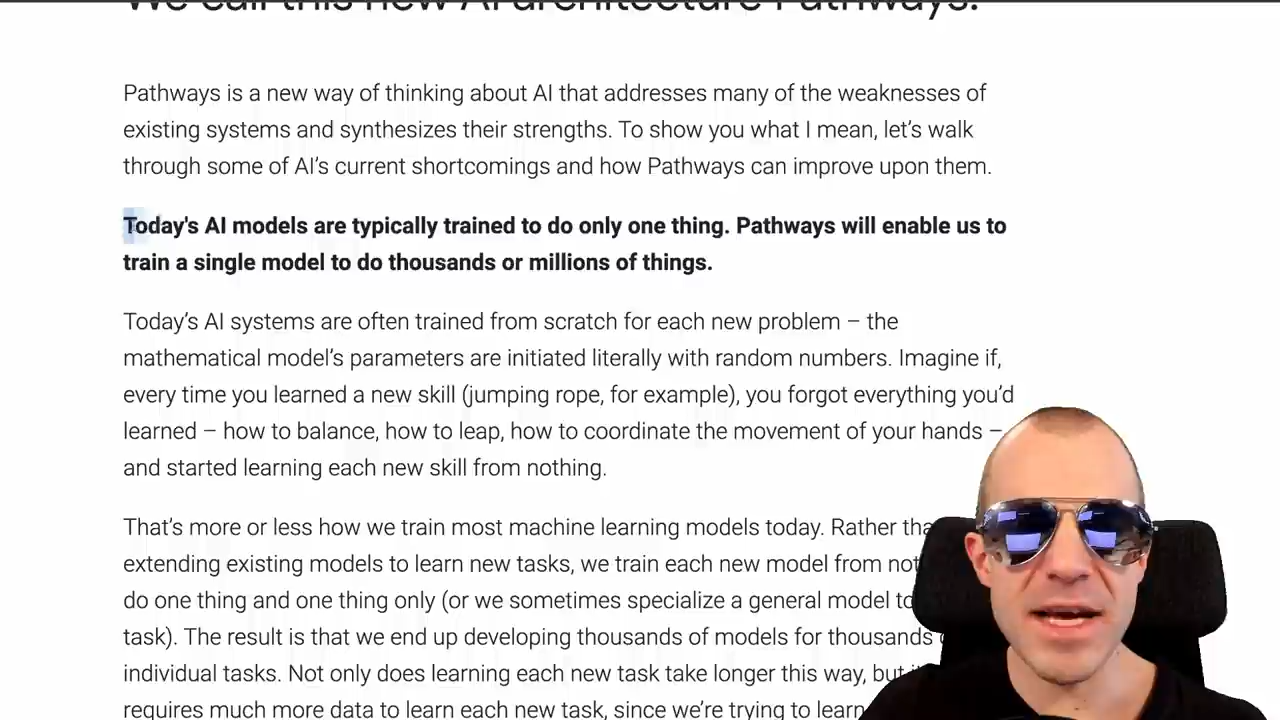 We call this new AI architecture Pathways.
Pathways is a new way of thinking about AI that addresses many of the weaknesses of
existing systems and synthesizes their strengths. To show you what I mean, let’s walk
through some of AI’s current shortcomings and how Pathways can improve upon them.
Today's AI models are typically trained to do only one thing. Pathways will enable us to
train a single model to do thousands or millions of things.
Today’s AI systems are often trained from scratch for each new problem – the
mathematical model’s parameters are initiated literally with random numbers. Imagine if,
every time you learned a new skill (jumping rope, for example), you forgot everything you’d
learned – how to balance, how to leap, how to coordinate the movement of your hands –
and started learning each new skill from nothing.
That’s more or less how we train most machine learning models today. Rather
extending existing models to learn new tasks, we train each new model from
do one thing and one thing only (or we sometimes specialize a general model
task). The result is that we end up developing thousands of models for thousands
individual tasks. Not only does learning each new task take longer this way, but
requires much more data to learn each new task, since we’re trying to learn